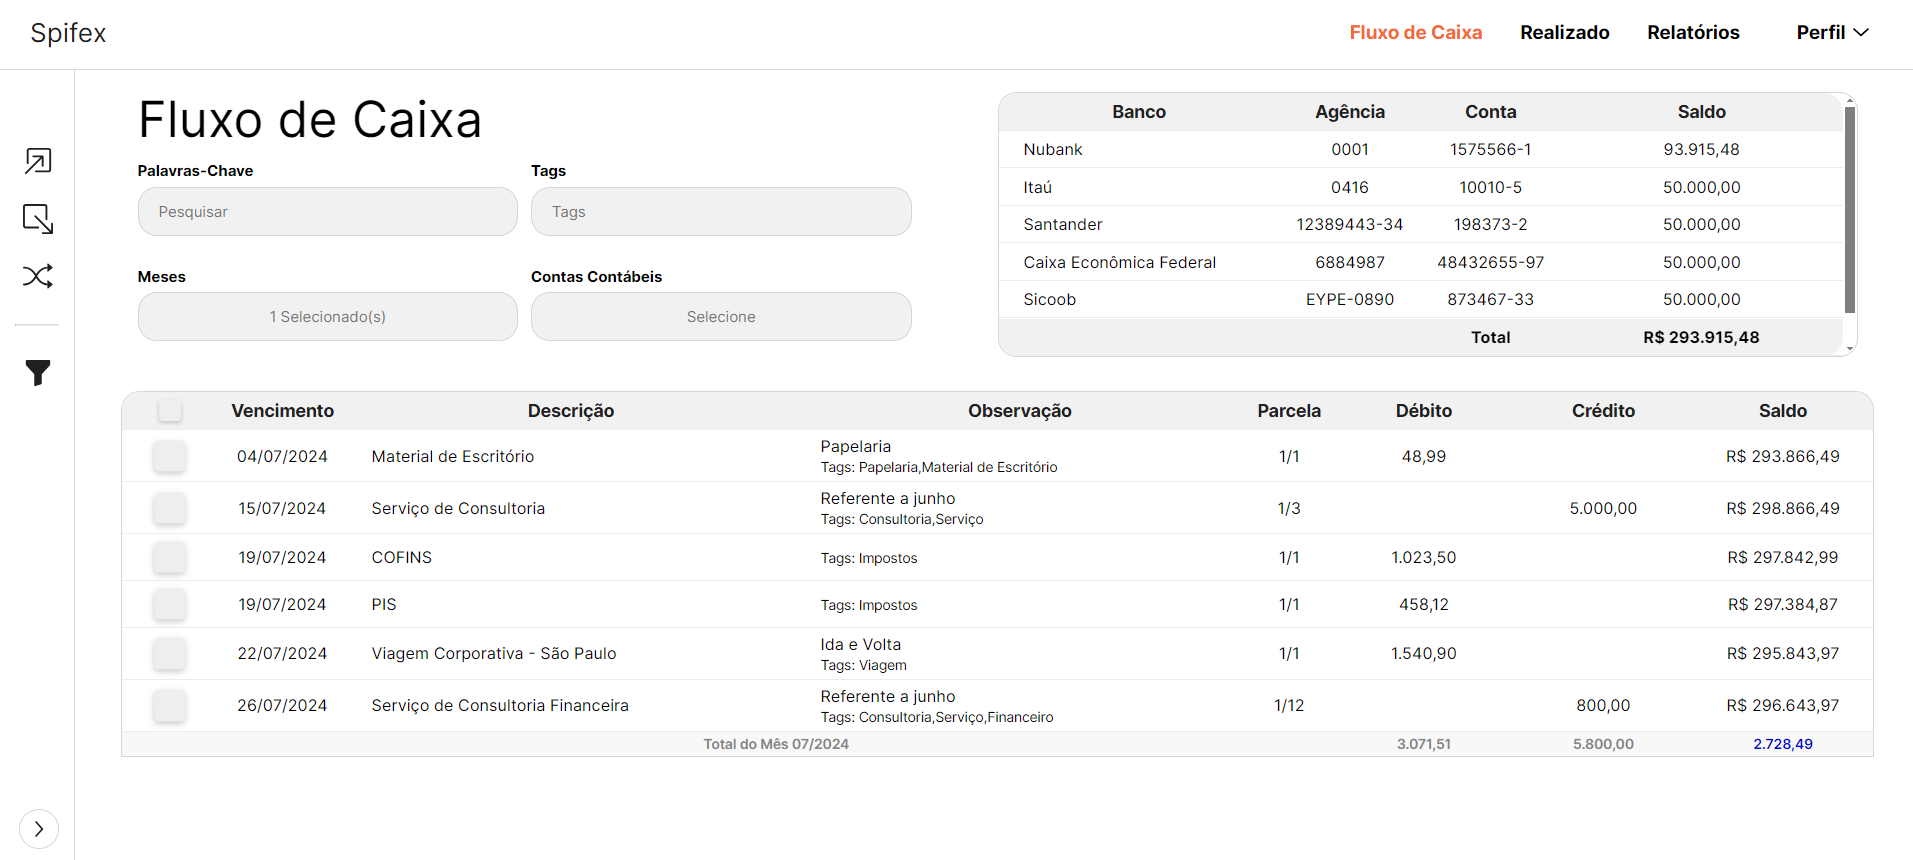 Spifex
Fluxo de Caixa Realizado Relatórios Perfil
Fluxo de Caixa
Palavras-Chave Tags
Pesquisar Tags
Meses Contas Contábeis
1 Selecionado(s) Selecione
Banco Agência Conta Saldo
Nubank 0001 1575566-1 93.915,48
Itaú 0416 10010-5 50.000,00
Santander 12389443-34 198373-2 50.000,00
Caixa Econômica Federal 6884987 48432655-97 50.000,00
Sicoob EYPE-0890 873467-33 50.000,00
Total R$ 293.915,48
Vencimento Descrição Observação Parcela Débito Crédito Saldo
04/07/2024 Material de Escritório Papelaria 1/1 48,99 R$ 293.866,49
Tags: Papelaria,Material de Escritório
15/07/2024 Serviço de Consultoria Referente a junho 1/3 5.000,00 R$ 298.866,49
Tags: Consultoria,Serviço
19/07/2024 COFINS Tags: Impostos 1/1 1.023,50 R$ 297.842,99
19/07/2024 PIS Tags: Impostos 1/1 458,12 R$ 297.384,87
22/07/2024 Viagem Corporativa - São Paulo Ida e Volta 1/1 1.540,90 R$ 295.843,97
Tags: Viagem
26/07/2024 Serviço de Consultoria Financeira Referente a junho 1/12 800,00 R$ 296.643,97
Tags: Consultoria,Serviço,Financeiro
Total do Mês 07/2024 3.071,51 5.800,00 2.728,49